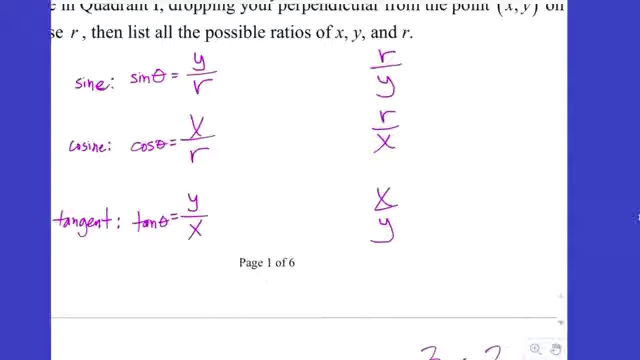 e in Quadrant I, dropping your perpendicular from the point (x, y) on
se r, then list all the possible ratios of x, y, and r.
sine: sinθ = y/r r/y
cosine: cosθ = x/r r/x
tangent: tanθ = y/x x/y
Page 1 of 6